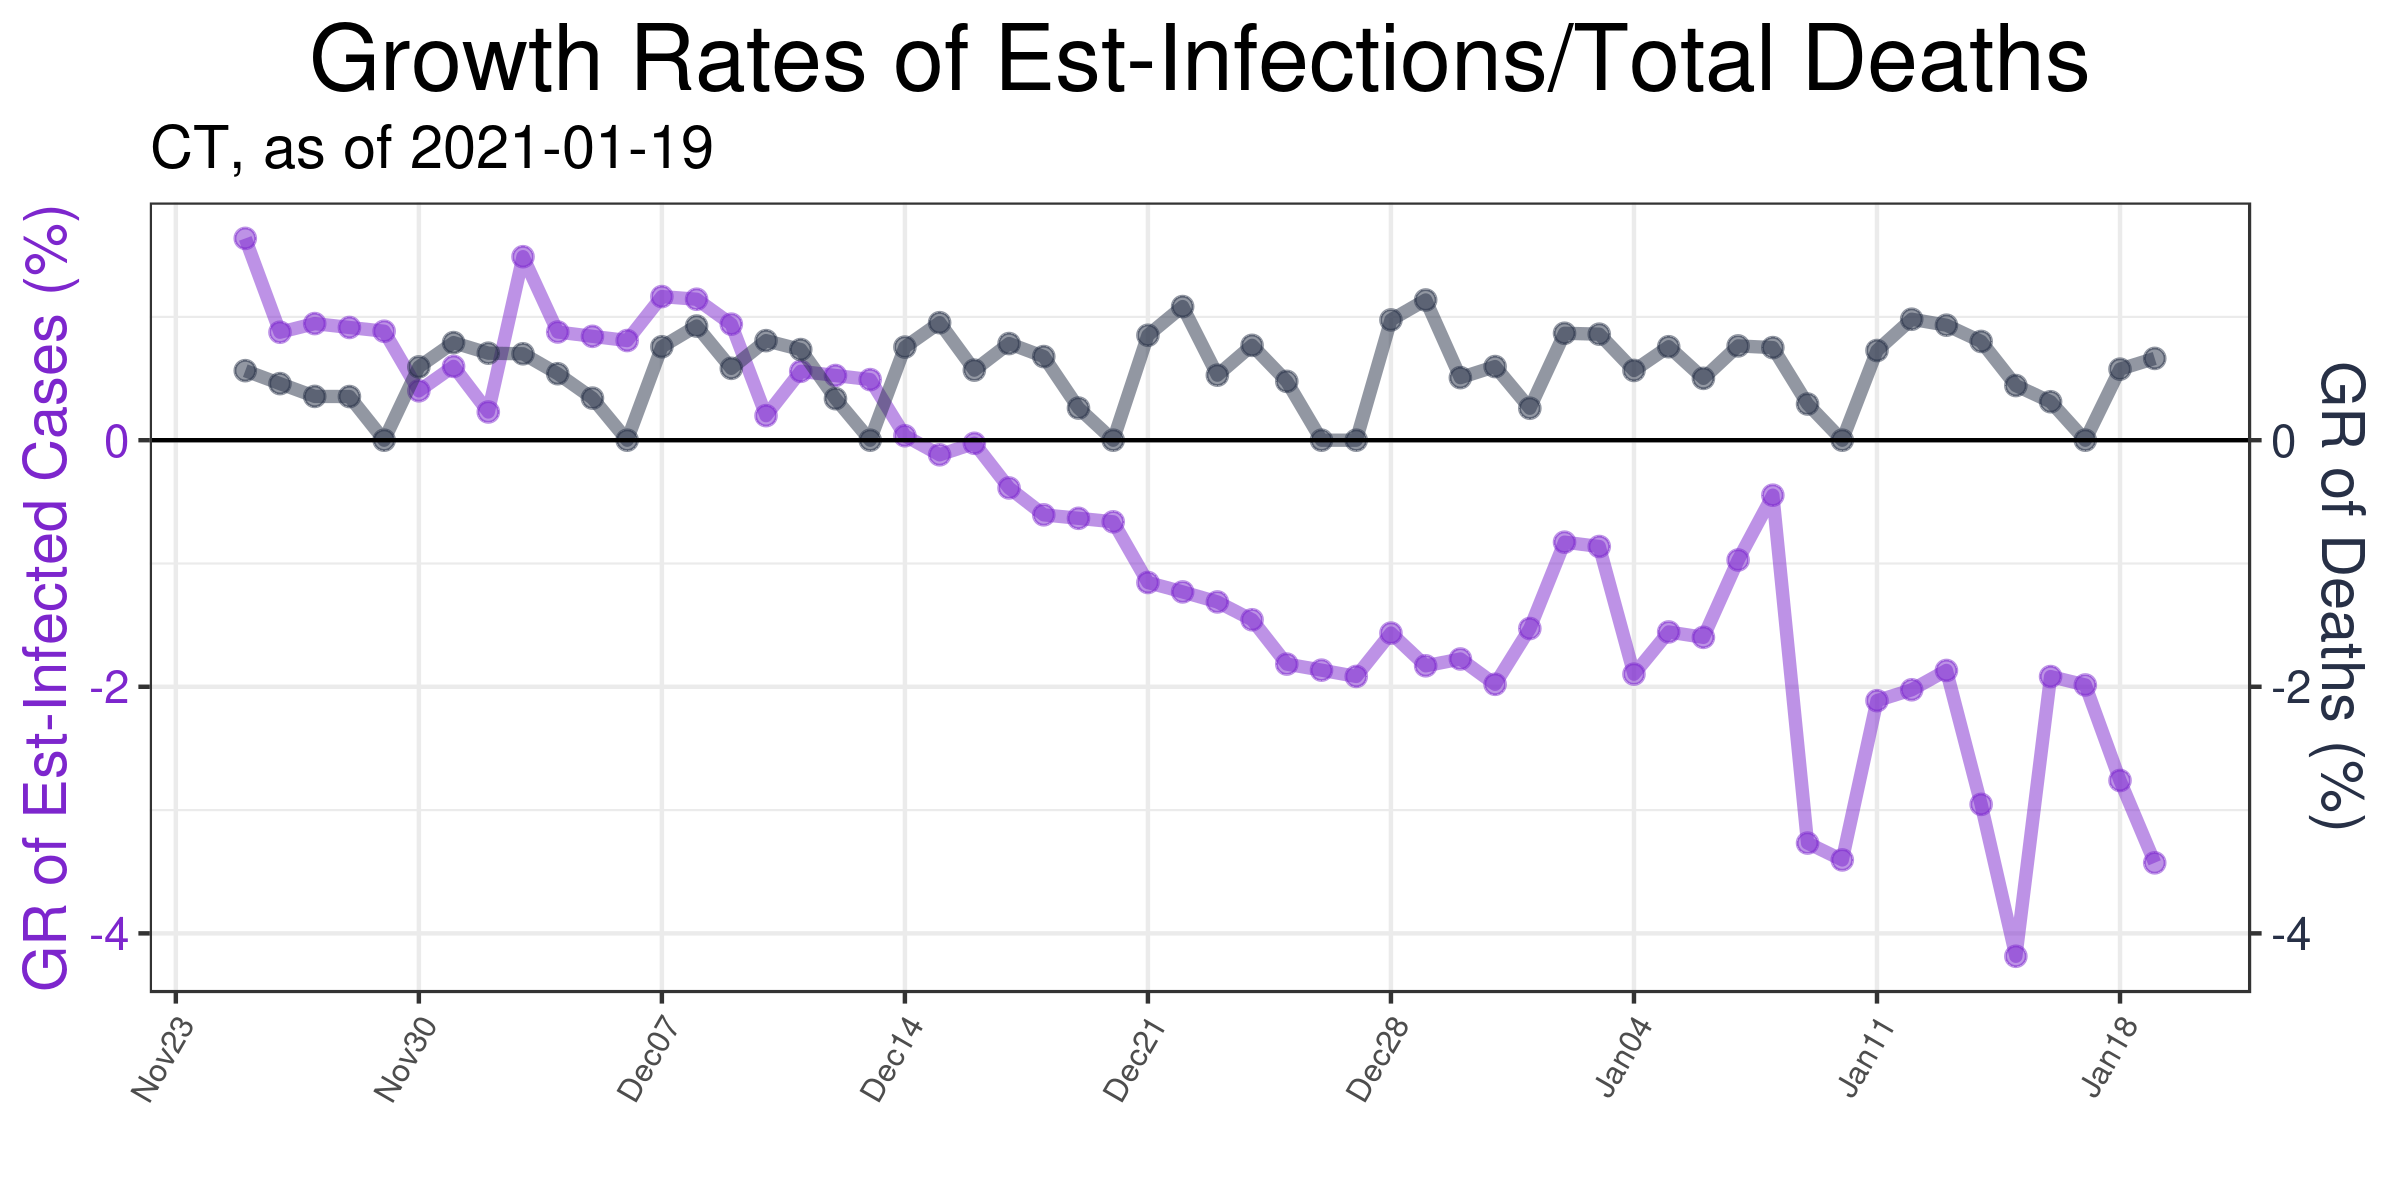 Growth Rates of Est-Infections/Total Deaths
CT, as of 2021-01-19
GR of Est-Infected Cases (%)
0
-2
-4
0
-2
-4
GR of Deaths (%)
Nov23
Nov30
Dec07
Dec14
Dec21
Dec28
Jan04
Jan11
Jan18